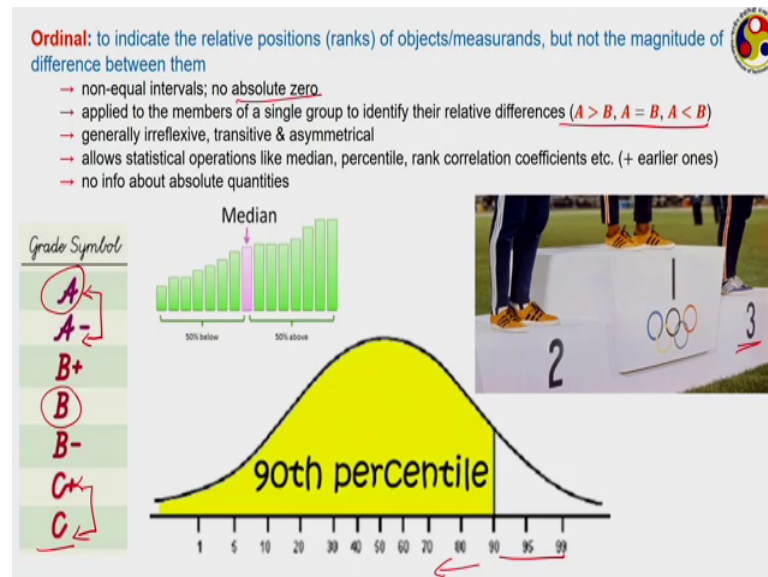 Ordinal: to indicate the relative positions (ranks) of objects/measurands, but not the magnitude of
difference between them
→ non-equal intervals; no absolute zero
→ applied to the members of a single group to identify their relative differences (A > B, A = B, A < B)
→ generally irreflexive, transitive & asymmetrical
→ allows statistical operations like median, percentile, rank correlation coefficients etc. (+ earlier ones)
→ no info about absolute quantities
Grade Symbol
A
A-
B+
B
B-
C+
C
Median
50% below 50% above
2 1 3
90th percentile
1 5 10 20 30 40 50 60 70 80 90 95 99